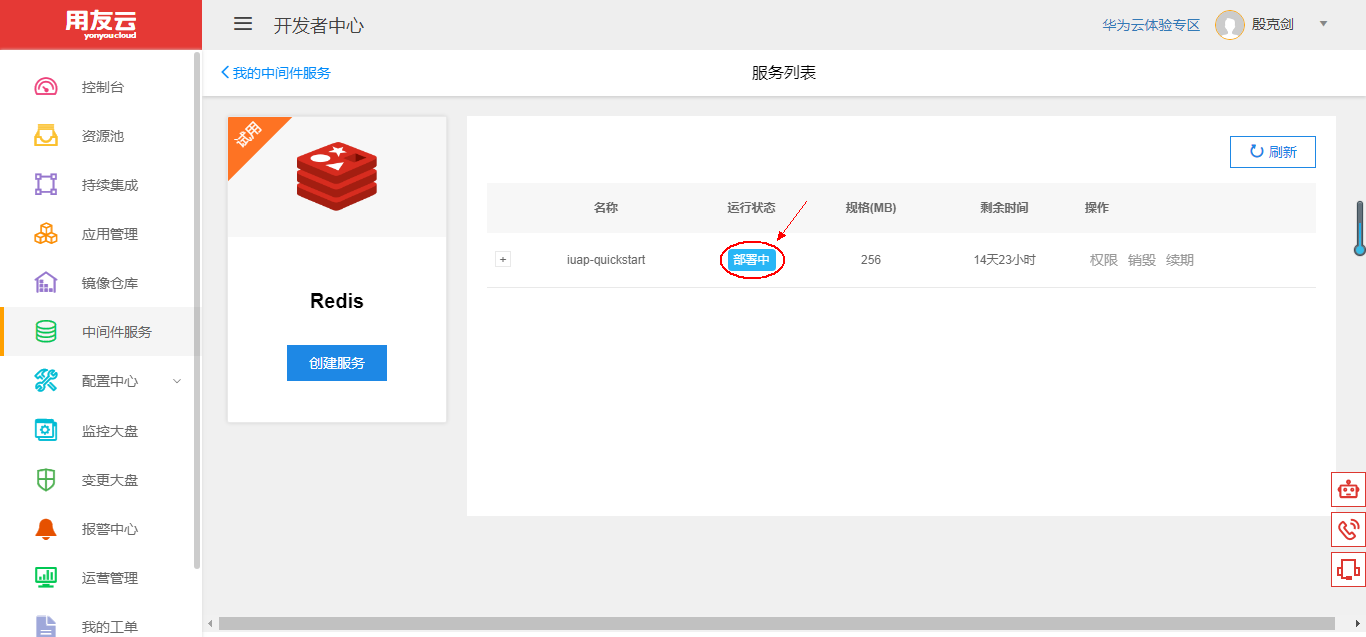 用友云
yonyoucloud
开发者中心
华为云体验专区
殷克剑
控制台
资源池
持续集成
应用管理
镜像仓库
中间件服务
配置中心
监控大盘
变更大盘
报警中心
运营管理
我的工单
我的中间件服务
服务列表
试用
Redis
创建服务
刷新
名称 运行状态 规格(MB) 剩余时间 操作
+ iuap-quickstart 部署中 256 14天23小时 权限 销毁 续期